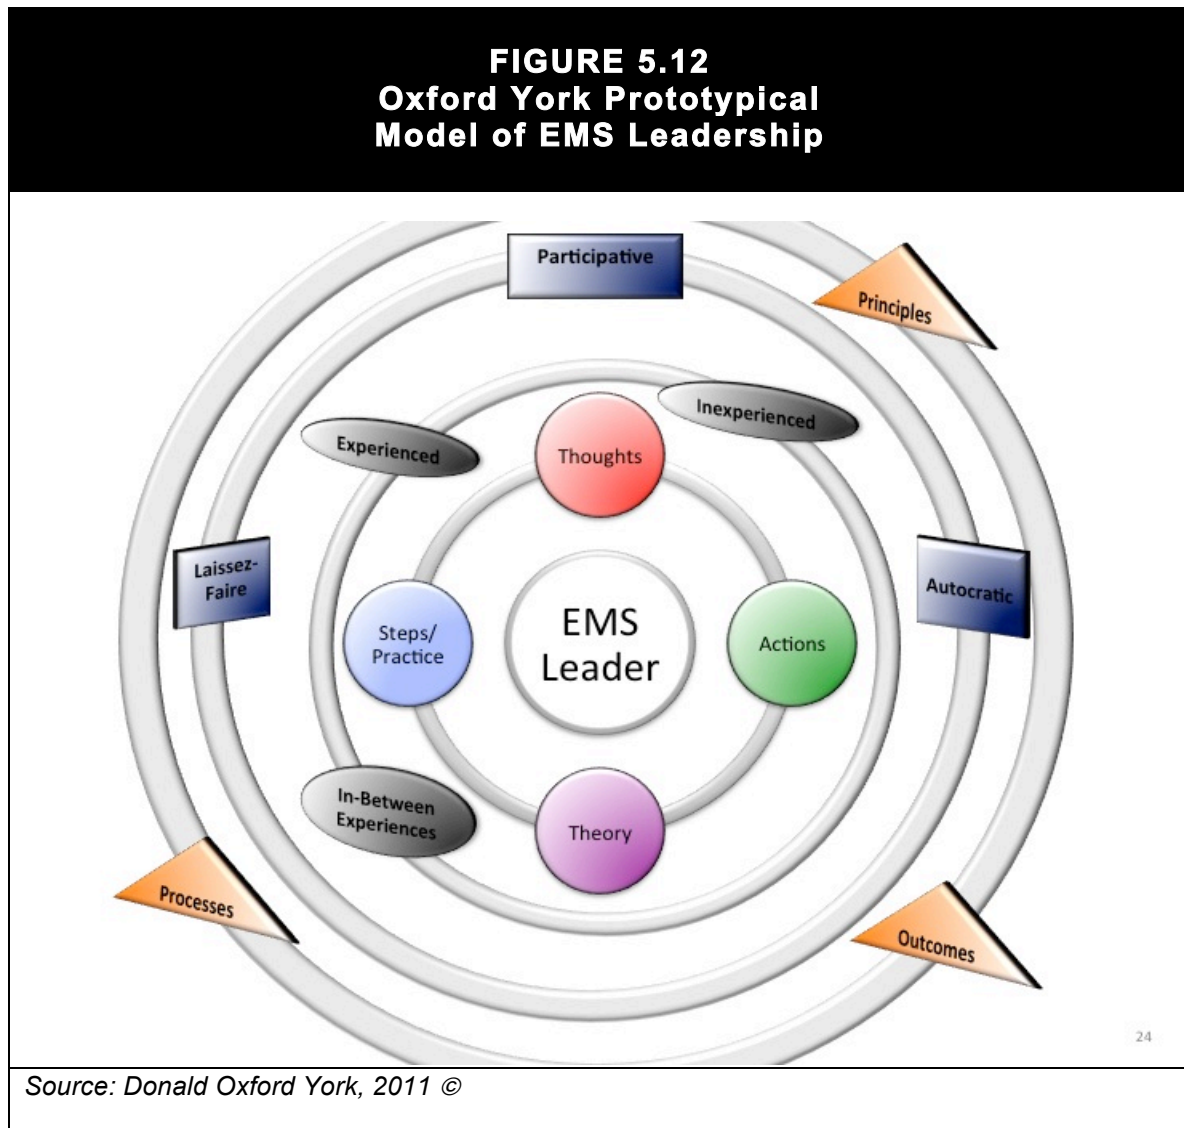 FIGURE 5.12
Oxford York Prototypical
Model of EMS Leadership
Participative
Principles
Inexperienced
Experienced
Thoughts
Laissez-
Faire
Autocratic
EMS
Leader
Steps/
Practice
Actions
In-Between
Experiences
Theory
Processes
Outcomes
24
Source: Donald Oxford York, 2011 ©